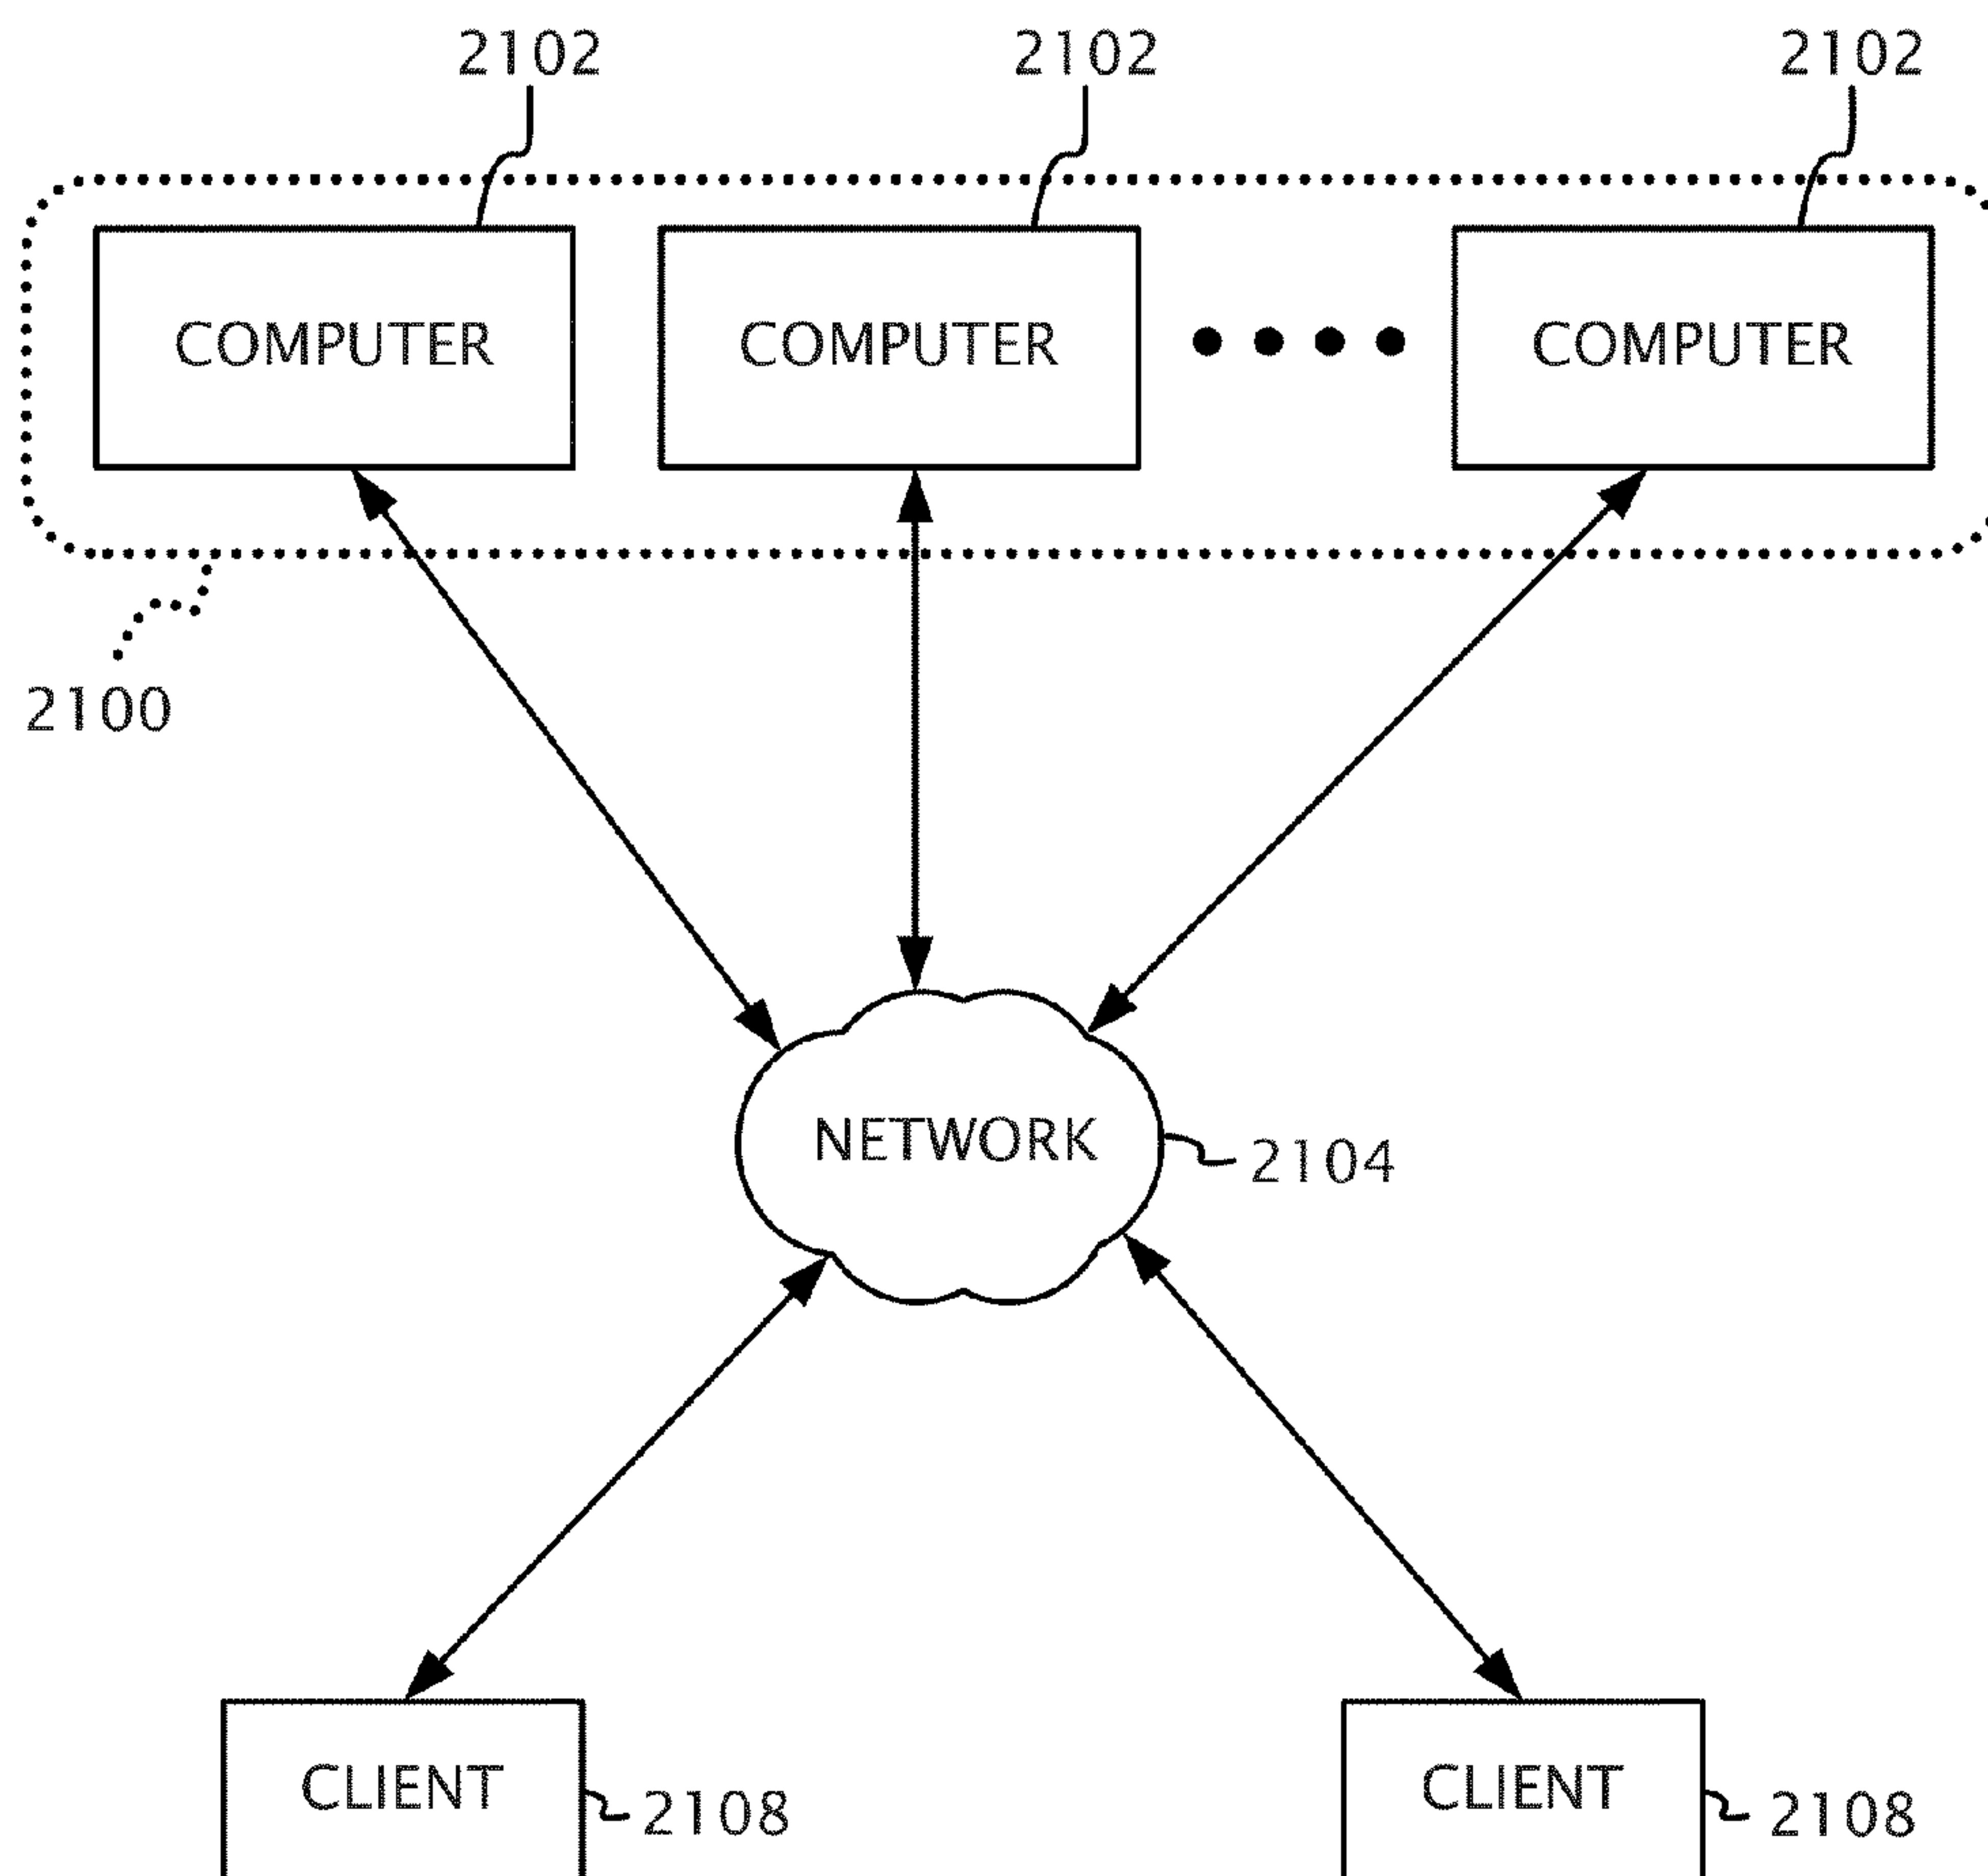 2102 2102 2102
COMPUTER COMPUTER COMPUTER
2100
NETWORK 2104
CLIENT 2108 CLIENT 2108